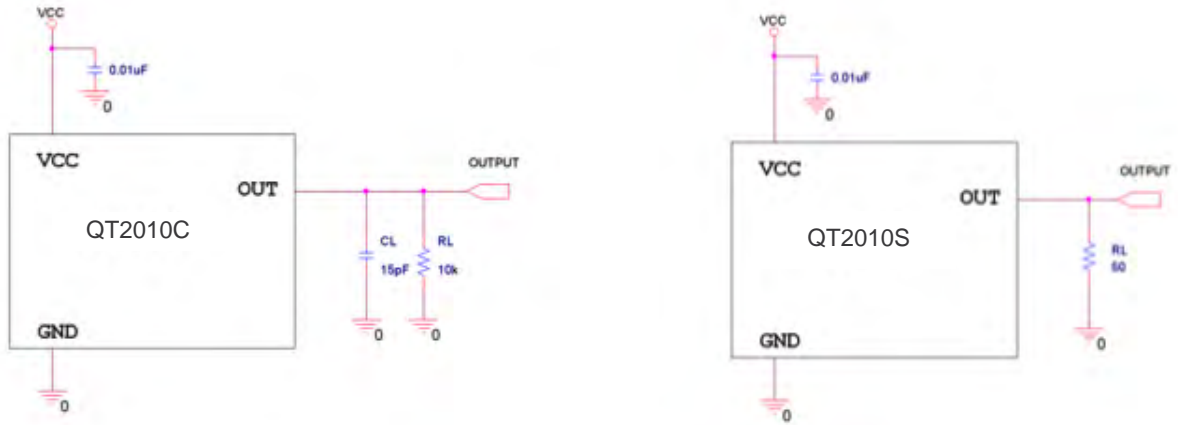 VCC
0.01uF
0
VCC
OUT
OUTPUT
QT2010C
CL
15pF
RL
10k
0
0
GND
0
VCC
0.01uF
0
VCC
OUT
OUTPUT
QT2010S
RL
50
0
GND
0